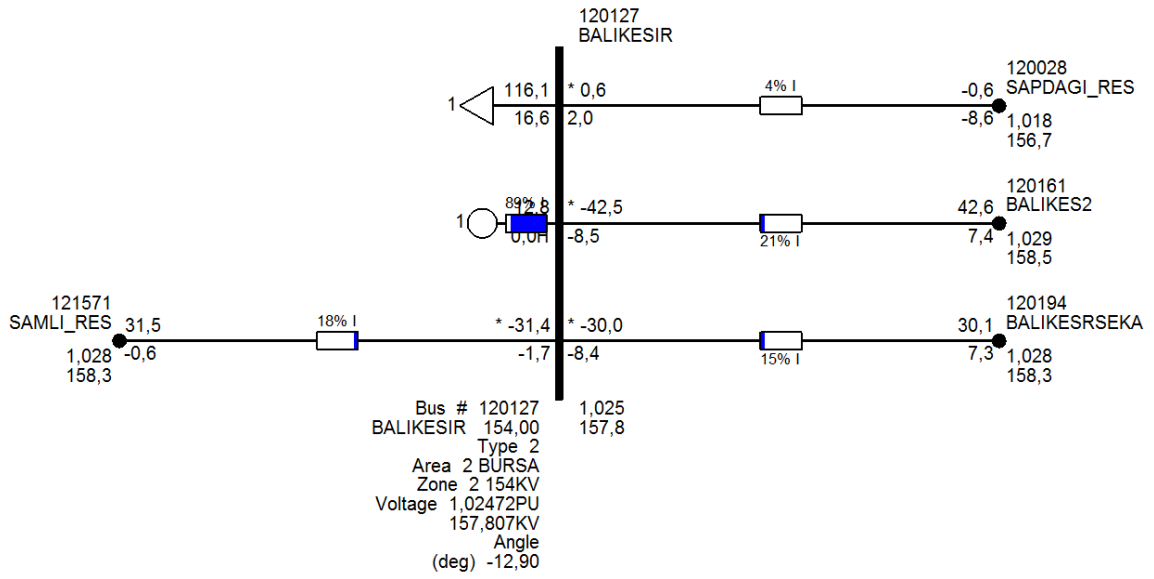 120127
BALIKESIR
1
116,1
16,6
* 0,6
2,0
4% I
-0,6
-8,6
120028
SAPDAGI_RES
1,018
156,7
1
89% I
12,8
0,0H
* -42,5
-8,5
21% I
42,6
7,4
120161
BALIKES2
1,029
158,5
121571
SAMLI_RES
1,028
158,3
31,5
-0,6
18% I
* -31,4
-1,7
* -30,0
-8,4
15% I
30,1
7,3
120194
BALIKESRSEKA
1,028
158,3
Bus # 120127
BALIKESIR 154,00
Type 2
Area 2 BURSA
Zone 2 154KV
Voltage 1,02472PU
157,807KV
Angle
(deg) -12,90
1,025
157,8